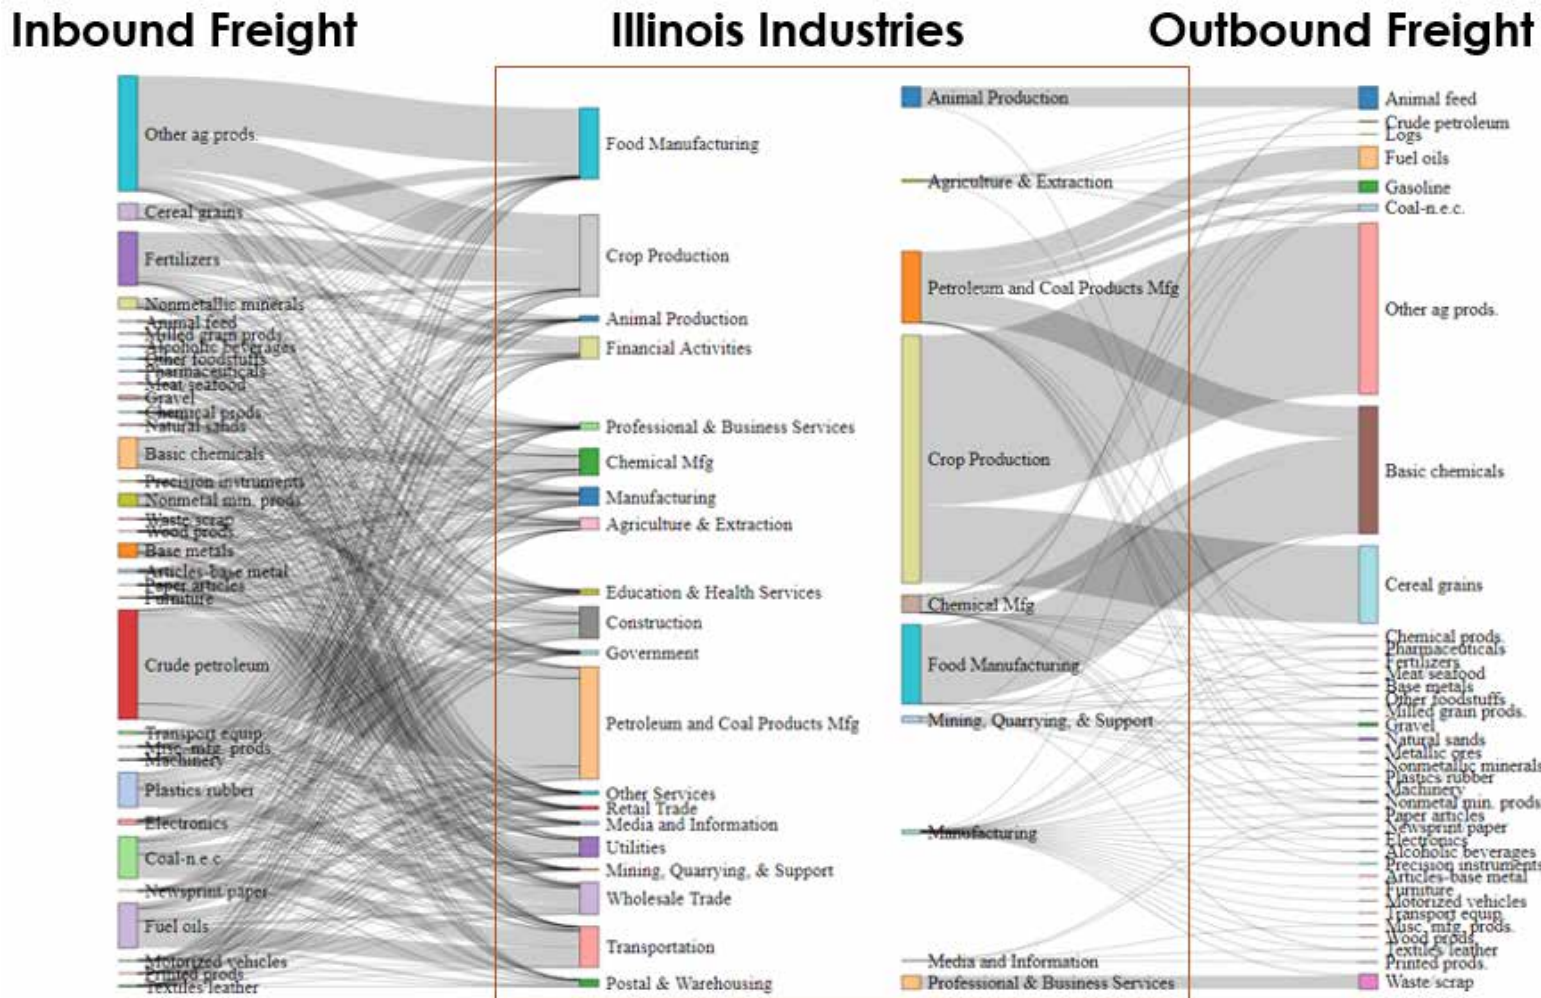 Inbound Freight
Illinois Industries
Outbound Freight
Other ag prods.
Cereal grains
Fertilizers
Nonmetallic minerals
Animal feed
Milled grain prods.
Alcoholic beverages
Other foodstuffs
Pharmaceuticals
Meat seafood
Gravel
Chemical prods.
Natural sands
Basic chemicals
Precision instruments
Nonmetal min. prods.
Waste scrap
Wood prods.
Base metals
Articles-base metal
Paper articles
Furniture
Crude petroleum
Transport equip.
Misc. mfg. prods.
Machinery
Plastics rubber
Electronics
Coal-n.e.c.
Newsprint paper
Fuel oils
Motorized vehicles
Printed prods.
Textiles leather
Food Manufacturing
Crop Production
Animal Production
Financial Activities
Professional & Business Services
Chemical Mfg
Manufacturing
Agriculture & Extraction
Education & Health Services
Construction
Government
Petroleum and Coal Products Mfg
Other Services
Retail Trade
Media and Information
Utilities
Mining, Quarrying, & Support
Wholesale Trade
Transportation
Postal & Warehousing
Animal Production
Agriculture & Extraction
Petroleum and Coal Products Mfg
Crop Production
Chemical Mfg
Food Manufacturing
Mining, Quarrying, & Support
Manufacturing
Media and Information
Professional & Business Services
Animal feed
Crude petroleum
Logs
Fuel oils
Gasoline
Coal-n.e.c.
Other ag prods.
Basic chemicals
Cereal grains
Chemical prods.
Pharmaceuticals
Fertilizers
Meat seafood
Base metals
Other foodstuffs
Milled grain prods.
Gravel
Natural sands
Metallic ores
Nonmetallic minerals
Plastics rubber
Machinery
Nonmetal min. prods
Paper articles
Newsprint paper
Electronics
Alcoholic beverages
Precision instruments
Articles-base metal
Furniture
Motorized vehicles
Transport equip.
Misc. mfg. prods.
Wood prods.
Textiles leather
Printed prods.
Waste scrap